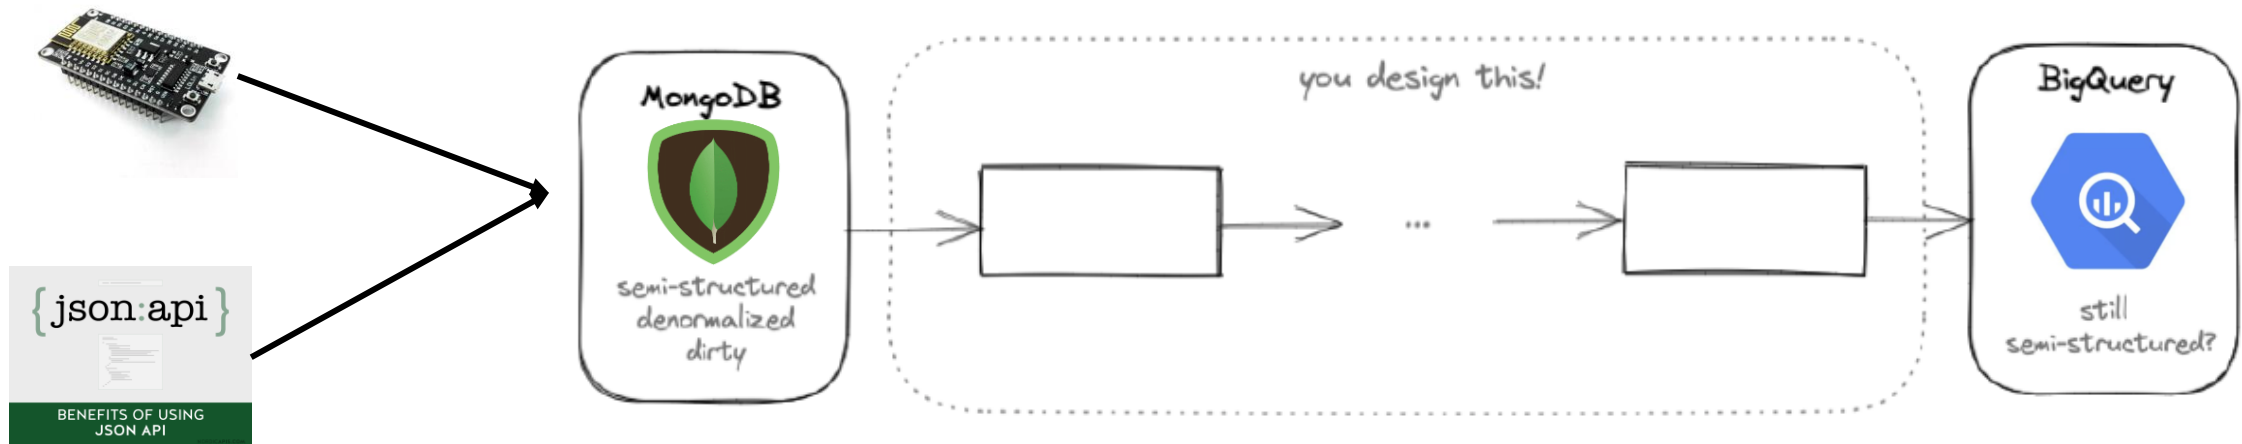 {json:api}
BENEFITS OF USING
JSON API
MongoDB
semi-structured
denormalized
dirty
you design this!
...
BigQuery
still
semi-structured?